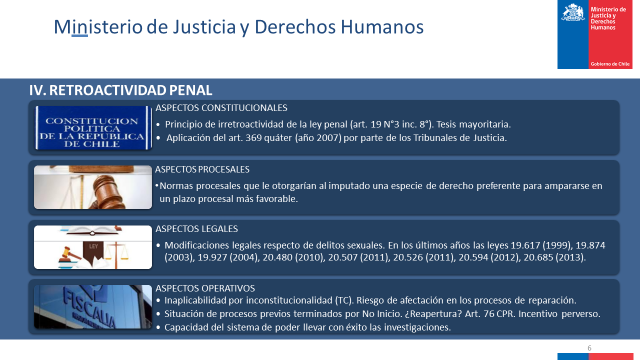 Ministerio de Justicia y Derechos Humanos
Ministerio de
Justicia y
Derechos
Humanos
Gobierno de Chile
IV. RETROACTIVIDAD PENAL
CONSTITUCION
POLITICA
DE LA REPUBLICA
DE CHILE
ASPECTOS CONSTITUCIONALES
• Principio de irretroactividad de la ley penal (art. 19 N°3 inc. 8°). Tesis mayoritaria.
• Aplicación del art. 369 quáter (año 2007) por parte de los Tribunales de Justicia.
ASPECTOS PROCESALES
•Normas procesales que le otorgarían al imputado una especie de derecho preferente para ampararse en
un plazo procesal más favorable.
LEY
ASPECTOS LEGALES
• Modificaciones legales respecto de delitos sexuales. En los últimos años las leyes 19.617 (1999), 19.874
(2003), 19.927 (2004), 20.480 (2010), 20.507 (2011), 20.526 (2011), 20.594 (2012), 20.685 (2013).
FISCALIA
ASPECTOS OPERATIVOS
• Inaplicabilidad por inconstitucionalidad (TC). Riesgo de afectación en los procesos de reparación.
• Situación de procesos previos terminados por No Inicio. ¿Reapertura? Art. 76 CPR. Incentivo perverso.
• Capacidad del sistema de poder llevar con éxito las investigaciones.
6